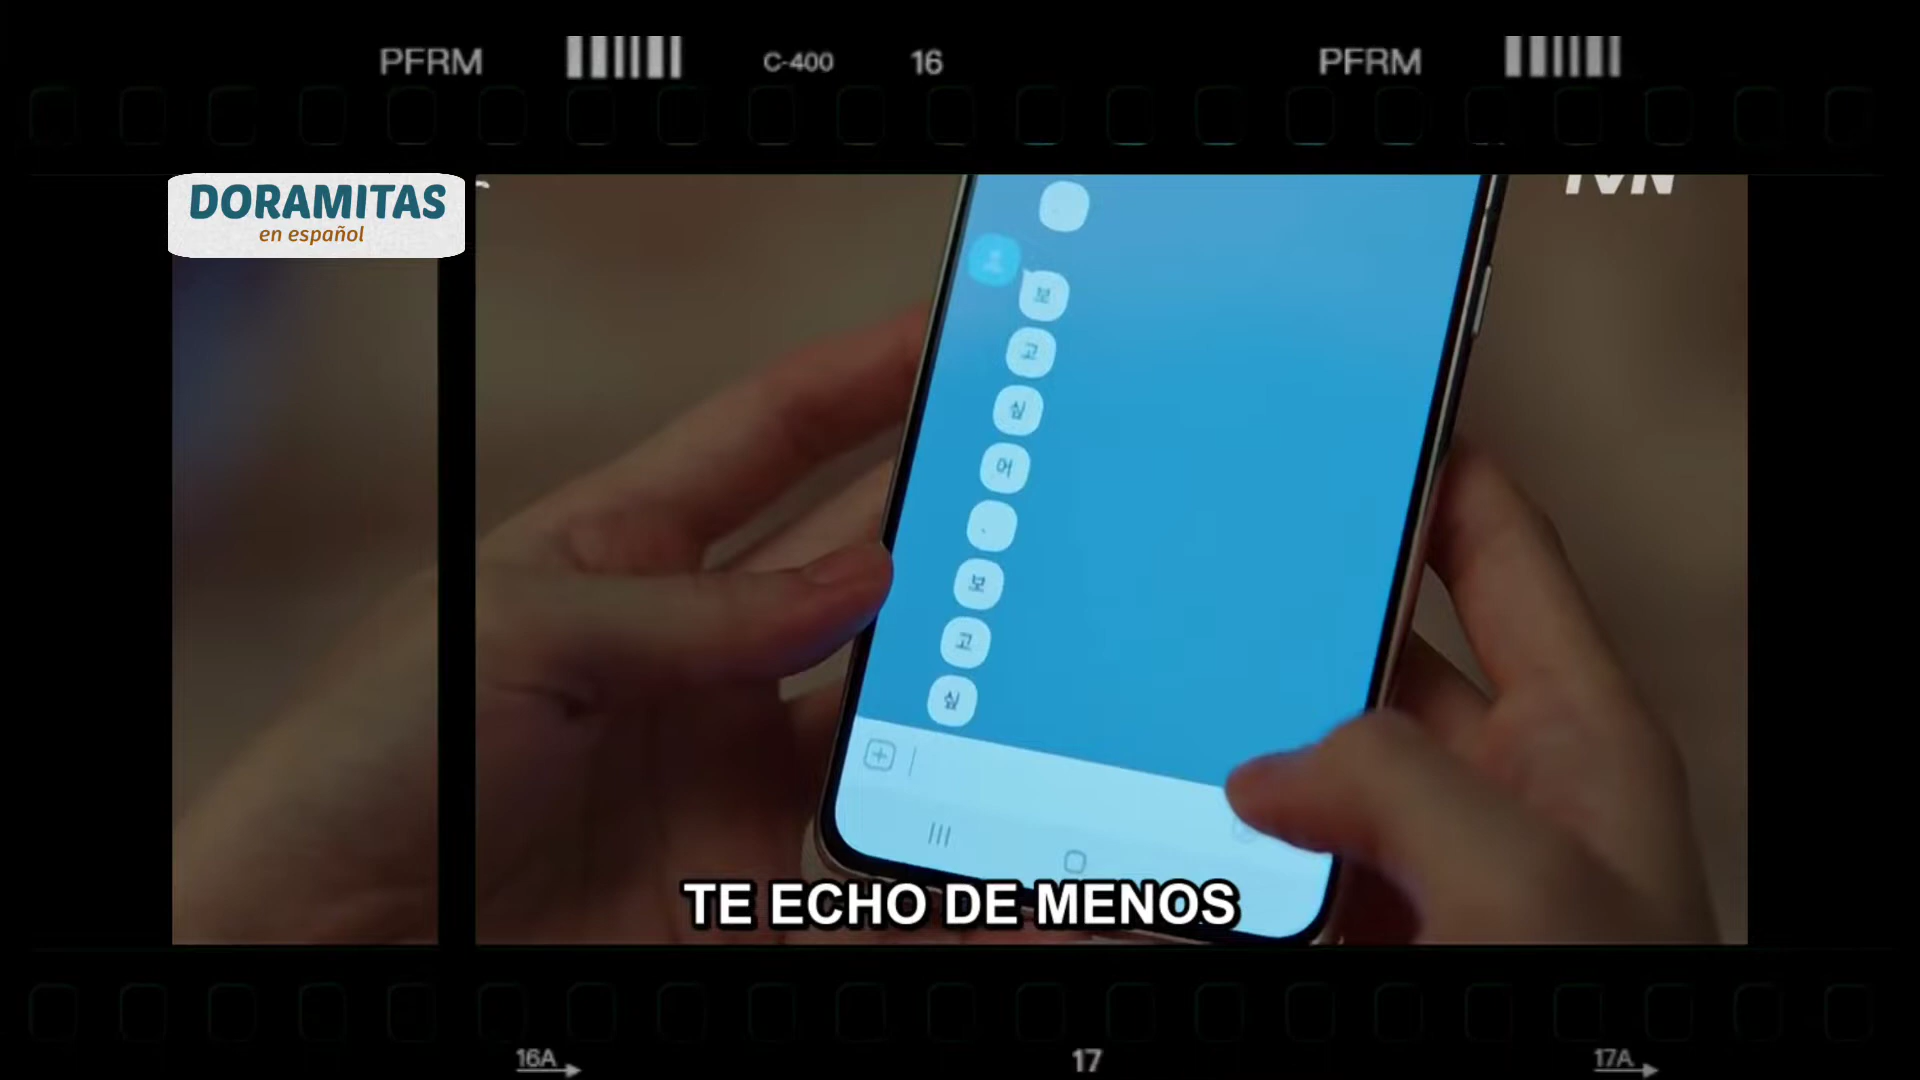 PFRM C-400 16 PFRM
DORAMITAS
en español
tvN
.
보
고
싶
어
.
보
고
싶
TE ECHO DE MENOS
16A 17 17A